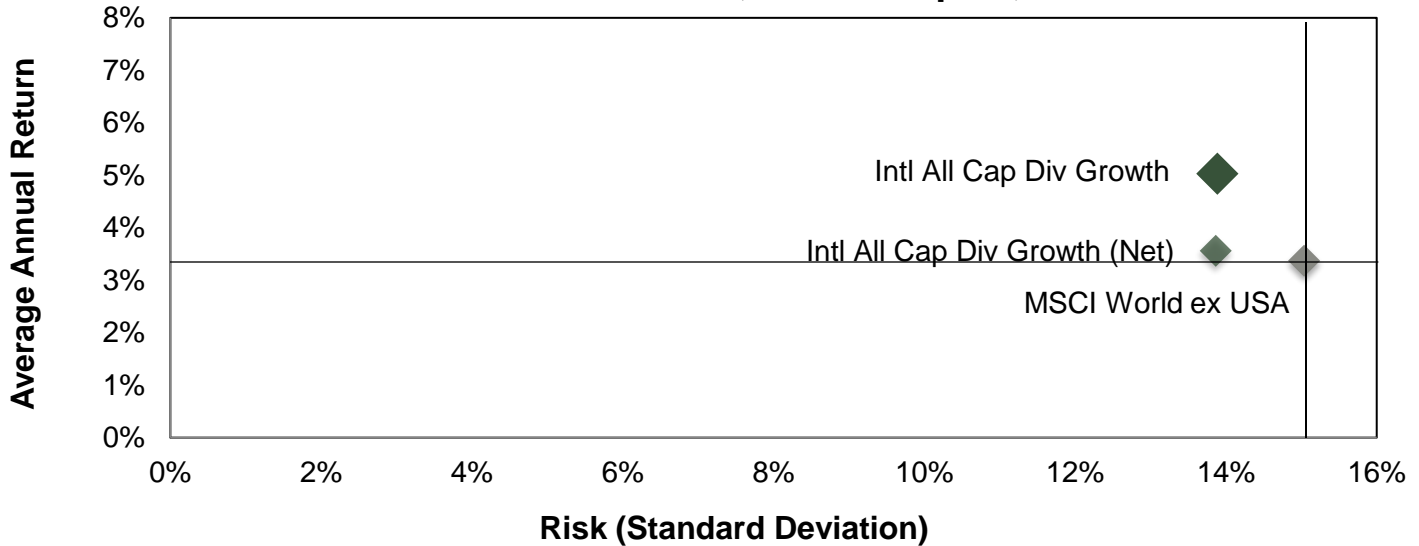 8%
7%
6%
5%
4%
3%
2%
1%
0%
Average Annual Return
Intl All Cap Div Growth
Intl All Cap Div Growth (Net)
MSCI World ex USA
0% 2% 4% 6% 8% 10% 12% 14% 16%
Risk (Standard Deviation)